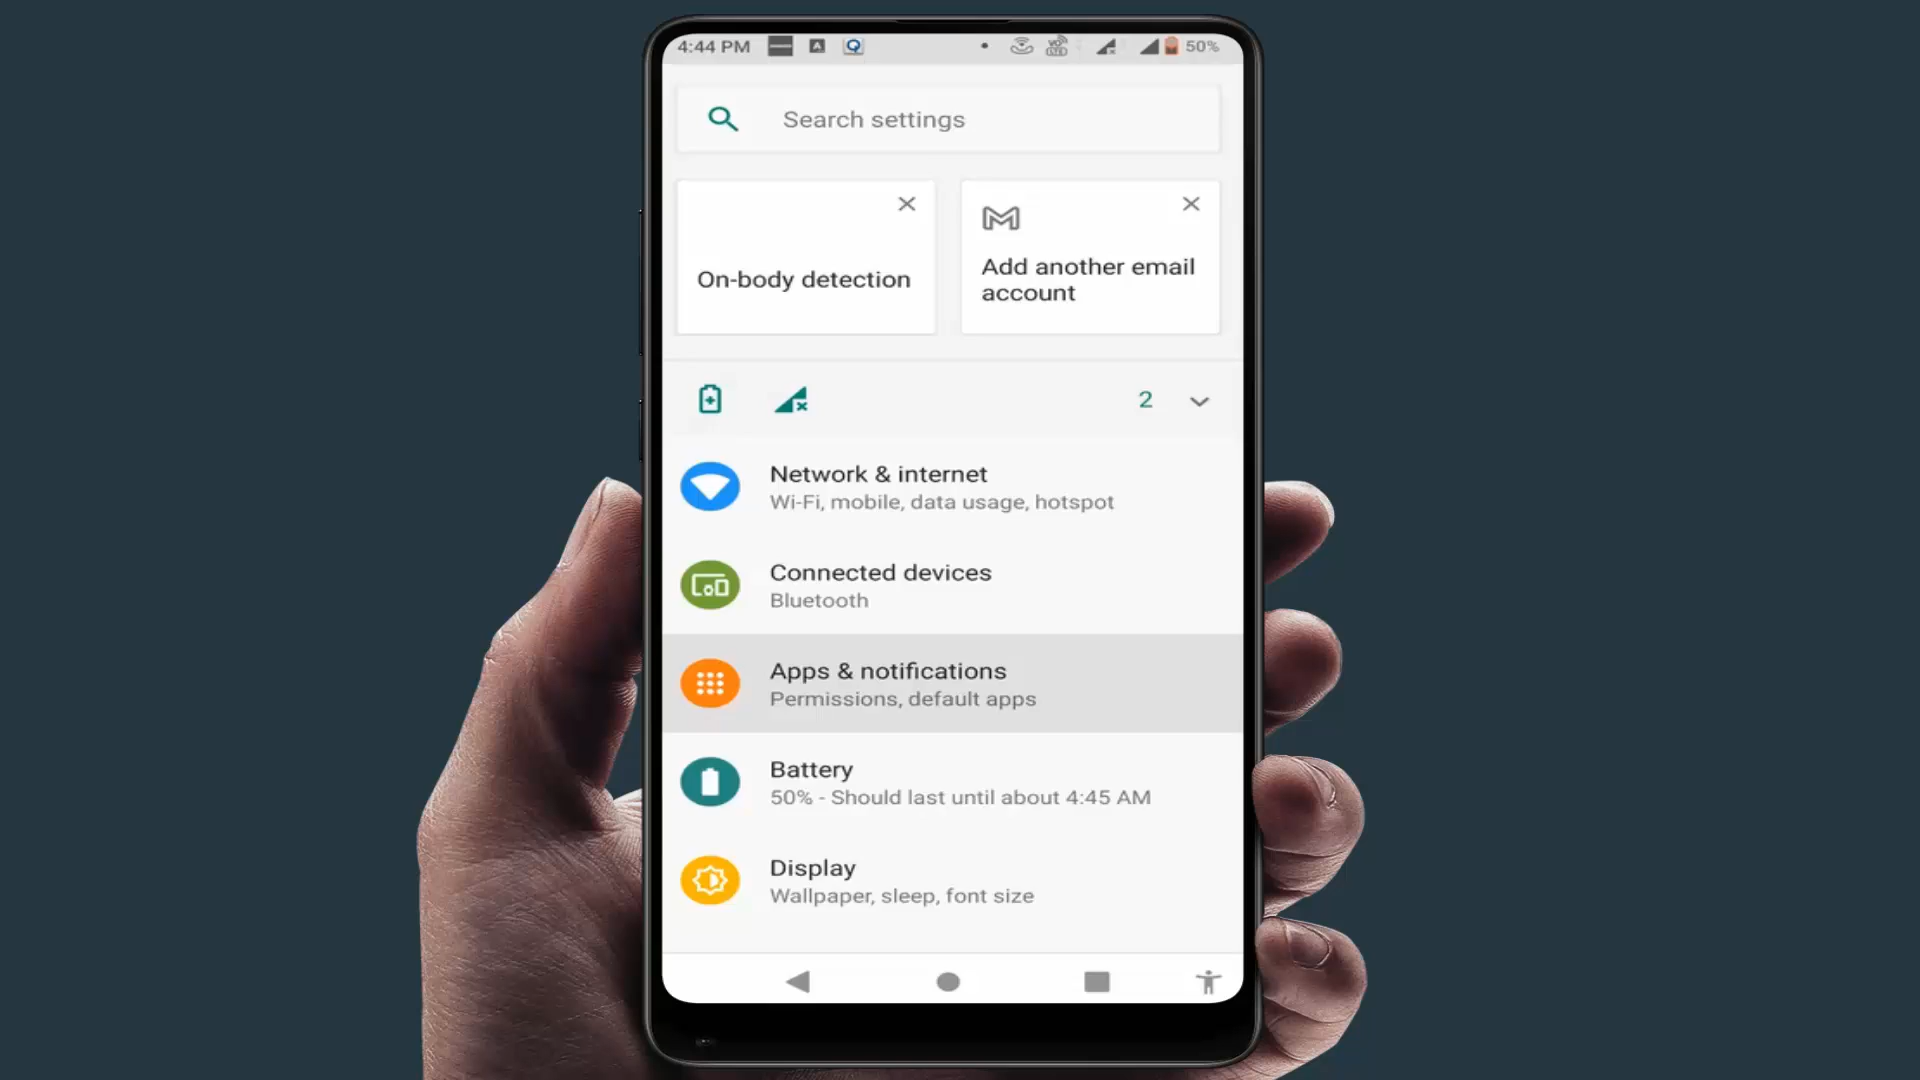 4:44 PM
50%
Search settings
On-body detection
Add another email
account
2
Network & internet
Wi-Fi, mobile, data usage, hotspot
Connected devices
Bluetooth
Apps & notifications
Permissions, default apps
Battery
50% - Should last until about 4:45 AM
Display
Wallpaper, sleep, font size